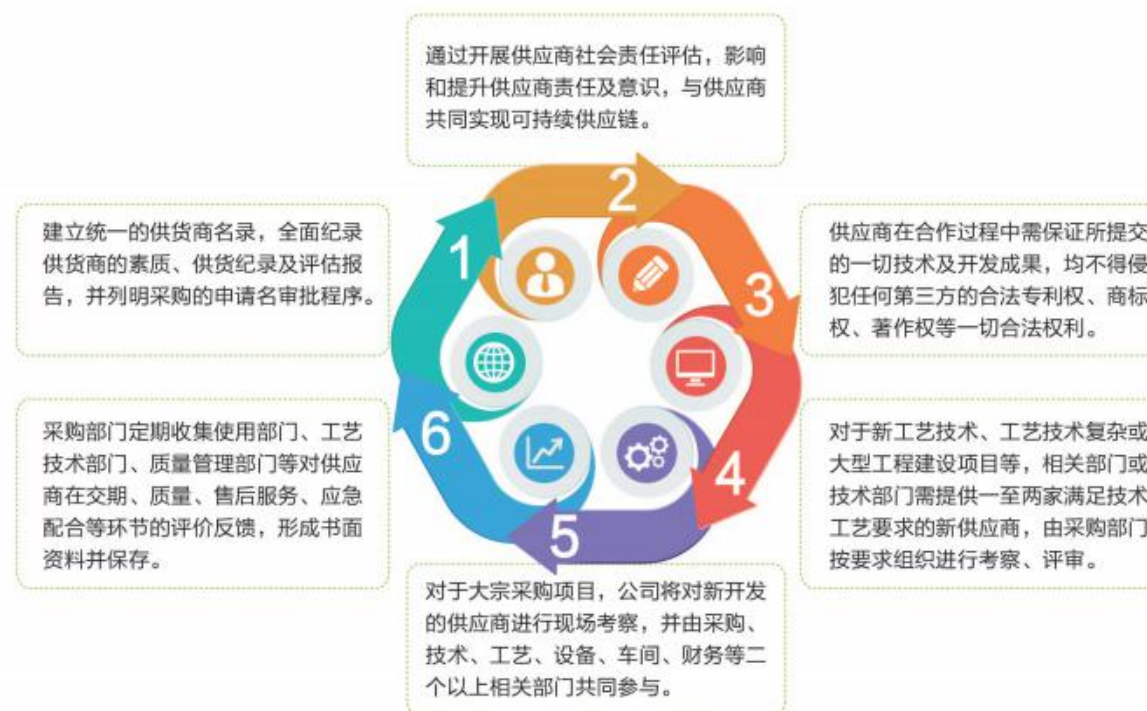 通过开展供应商社会责任评估，影响
和提升供应商责任及意识，与供应商
共同实现可持续供应链。
建立统一的供货商名录，全面纪录
供货商的素质、供货纪录及评估报
告，并列明采购的申请名审批程序。
供应商在合作过程中需保证所提交
的一切技术及开发成果，均不得侵
犯任何第三方的合法专利权、商标
权、著作权等一切合法权利。
采购部门定期收集使用部门、工艺
技术部门、质量管理部门等对供应
商在交期、质量、售后服务、应急
配合等环节的评价反馈，形成书面
资料并保存。
对于新工艺技术、工艺技术复杂或
大型工程建设项目等，相关部门或
技术部门需提供一至两家满足技术
工艺要求的新供应商，由采购部门
按要求组织进行考察、评审。
对于大宗采购项目，公司将对新开发
的供应商进行现场考察，并由采购、
技术、工艺、设备、车间、财务等二
个以上相关部门共同参与。
1
2
3
4
5
6